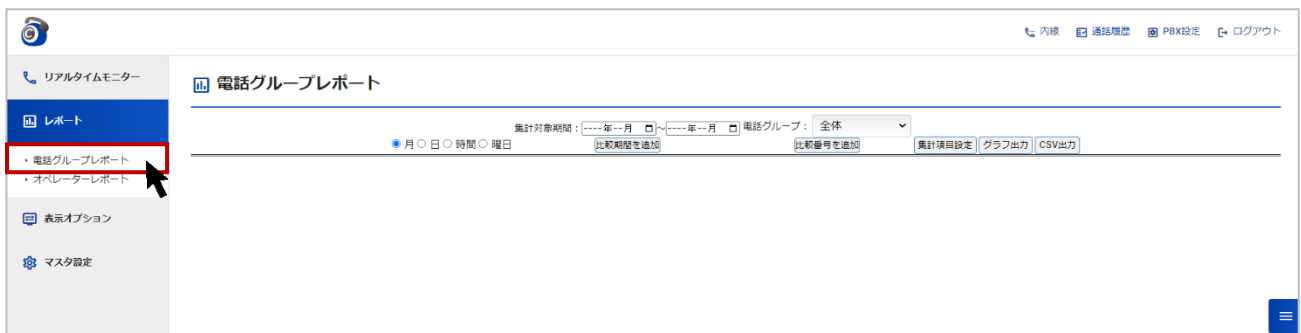 内線 通話履歴 PBX設定 ログアウト
リアルタイムモニター
レポート
電話グループレポート
オペレーターレポート
表示オプション
マスタ設定
電話グループレポート
集計対象期間：----年--月 ~ ----年--月 電話グループ： 全体
月 日 時間 曜日 比較期間を追加 比較番号を追加 集計項目設定 グラフ出力 CSV出力